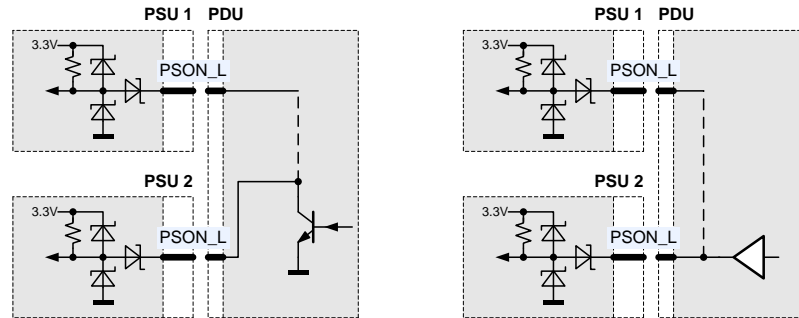 PSU 1 PDU
3.3V
PSON_L
PSU 2
3.3V
PSON_L
PSU 1 PDU
3.3V
PSON_L
PSU 2
3.3V
PSON_L